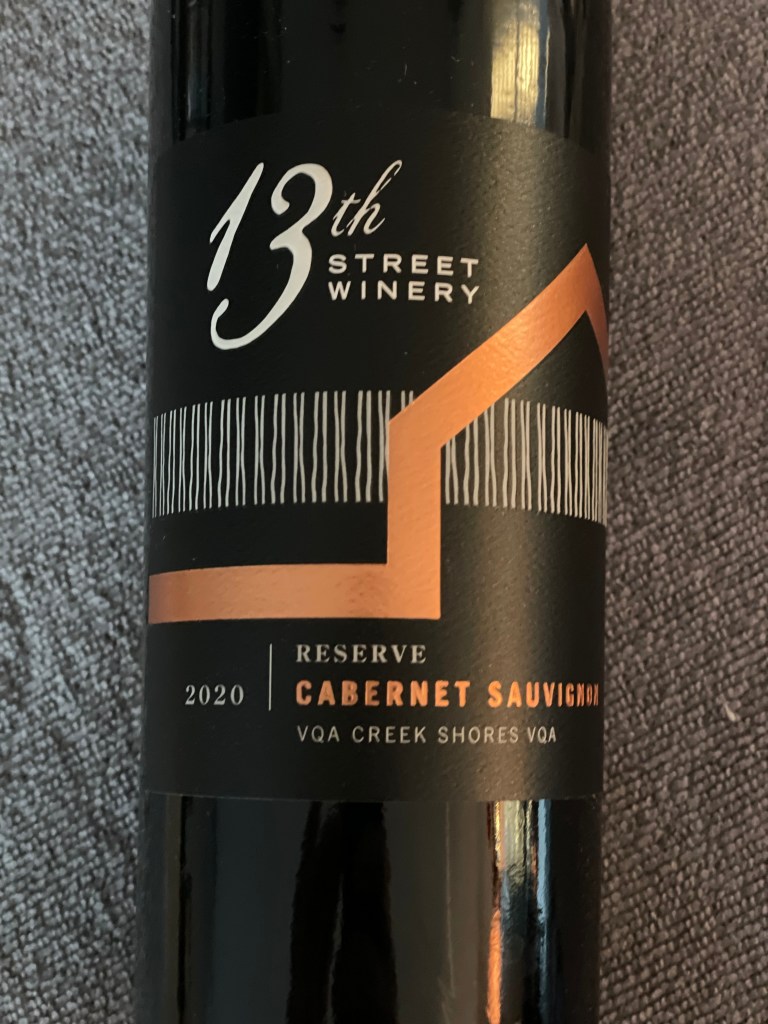 13th
STREET
WINERY
RESERVE
2020 CABERNET SAUVIGNON
VQA CREEK SHORES VQA